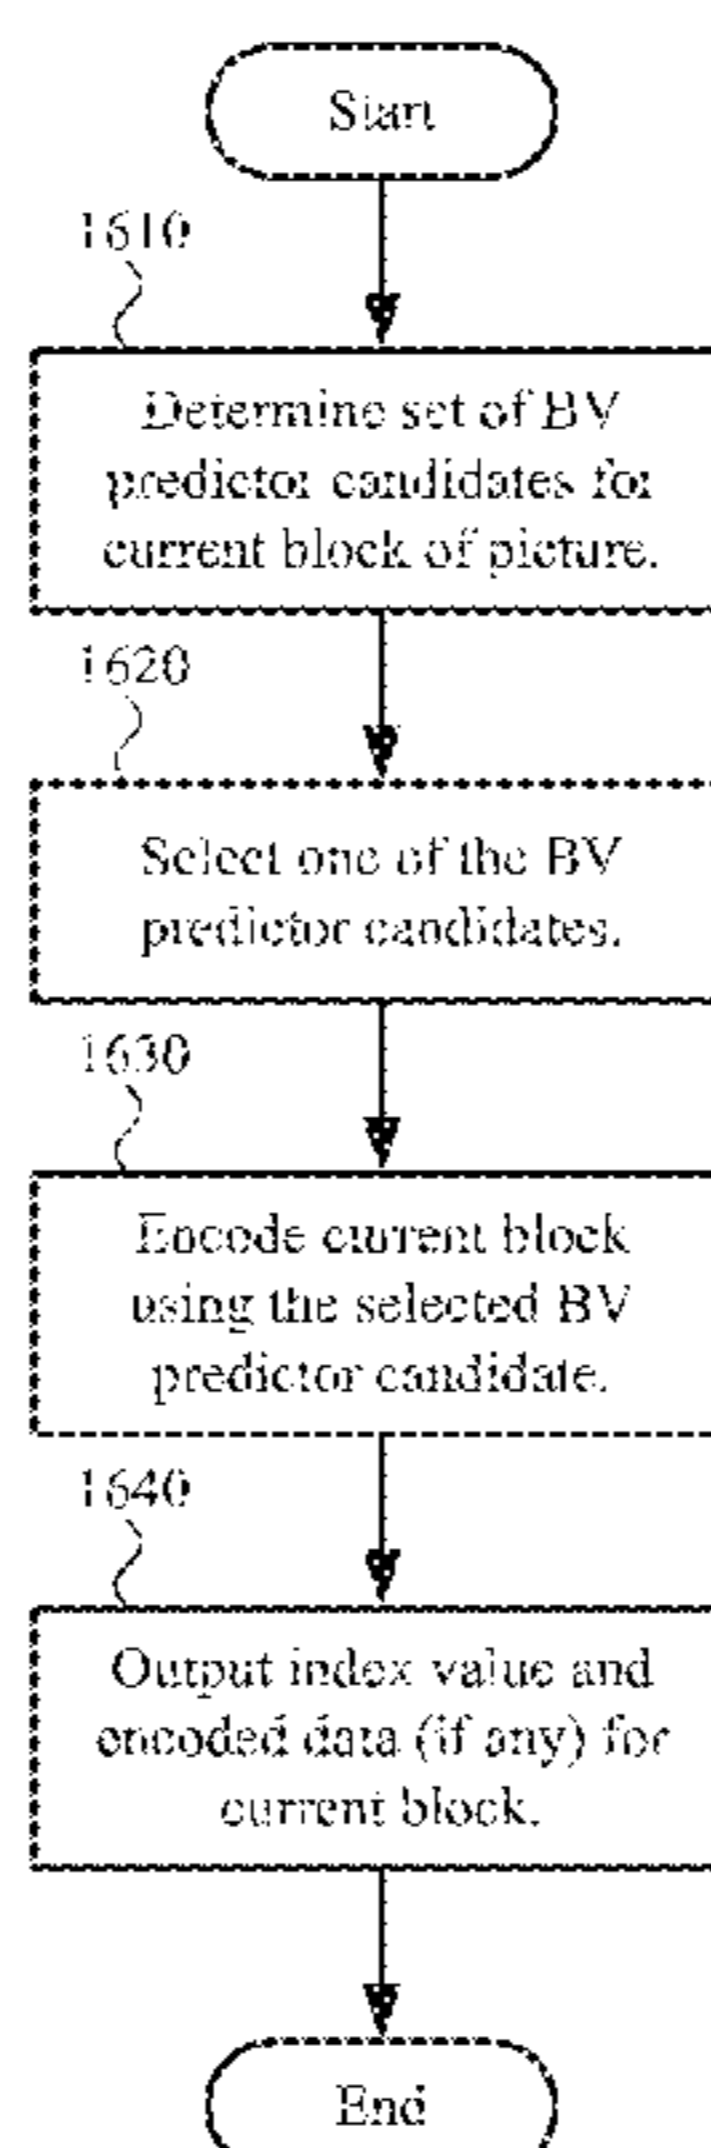 Start
1610
Determine set of BV
predictor candidates for
current block of picture.
1620
Select one of the BV
predictor candidates.
1630
Encode current block
using the selected BV
predictor candidate.
1640
Output index value and
encoded data (if any) for
current block.
End